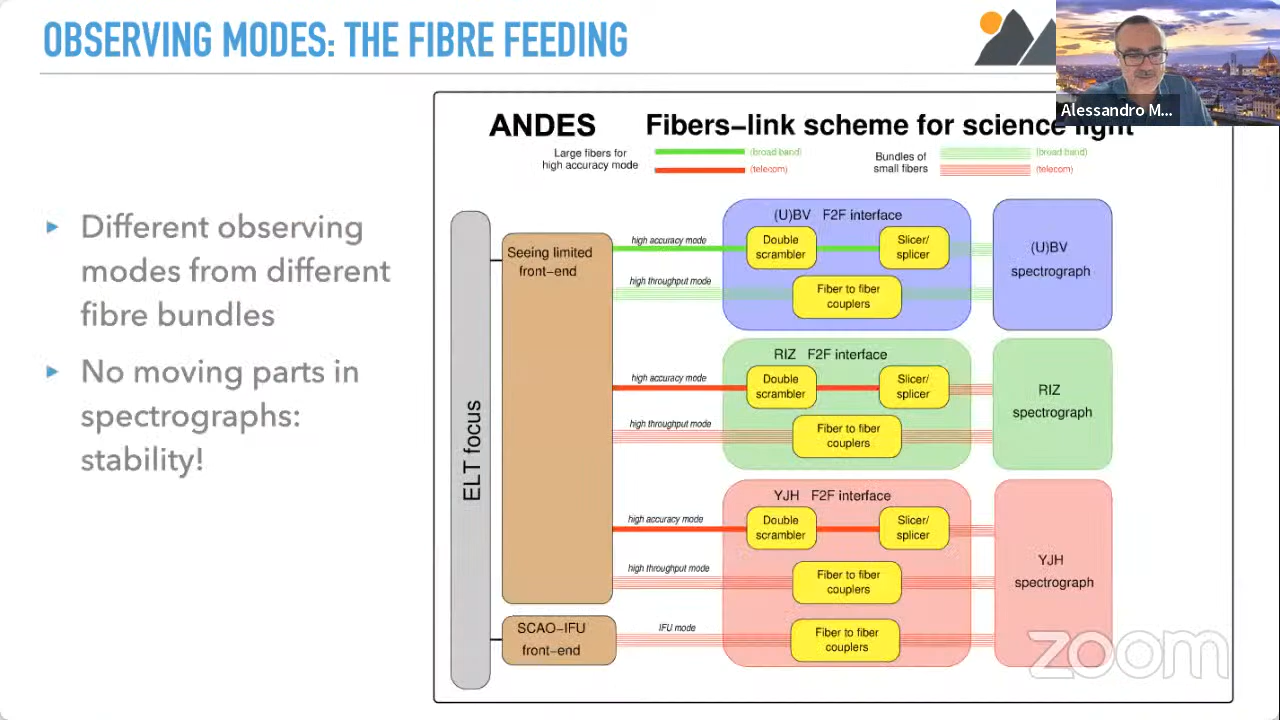 OBSERVING MODES: THE FIBRE FEEDING
Alessandro M...
▸ Different observing
modes from different
fibre bundles
▸ No moving parts in
spectrographs:
stability!
ANDES Fibers-link scheme for science light
Large fibers for
high accuracy mode
(broad band)
(telecom)
Bundles of
small fibers
(broad band)
(telecom)
ELT focus
Seeing limited
front-end
high accuracy mode
high throughput mode
(U)BV F2F interface
Double
scrambler
Slicer/
splicer
Fiber to fiber
couplers
(U)BV
spectrograph
high accuracy mode
high throughput mode
RIZ F2F interface
Double
scrambler
Slicer/
splicer
Fiber to fiber
couplers
RIZ
spectrograph
high accuracy mode
high throughput mode
YJH F2F interface
Double
scrambler
Slicer/
splicer
Fiber to fiber
couplers
YJH
spectrograph
SCAO-IFU
front-end
IFU mode
Fiber to fiber
couplers
zoom